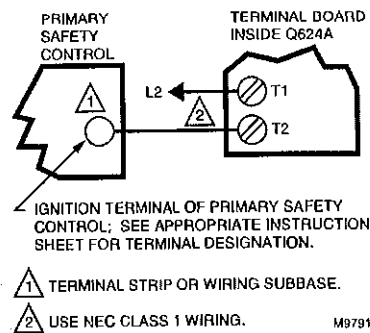 PRIMARY
SAFETY
CONTROL
TERMINAL BOARD
INSIDE Q624A
1
L2
2
T1
T2
IGNITION TERMINAL OF PRIMARY SAFETY
CONTROL; SEE APPROPRIATE INSTRUCTION
SHEET FOR TERMINAL DESIGNATION.
1 TERMINAL STRIP OR WIRING SUBBASE.
2 USE NEC CLASS 1 WIRING.
M9791